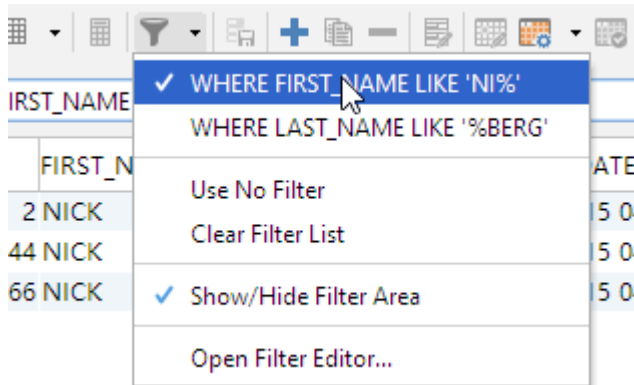 WHERE FIRST_NAME LIKE 'NI%'
IRST_NAME
WHERE LAST_NAME LIKE '%BERG'
FIRST_N
ATE
Use No Filter
2 NICK
15 0
Clear Filter List
44 NICK
15 0
66 NICK
Show/Hide Filter Area
15 0
Open Filter Editor...